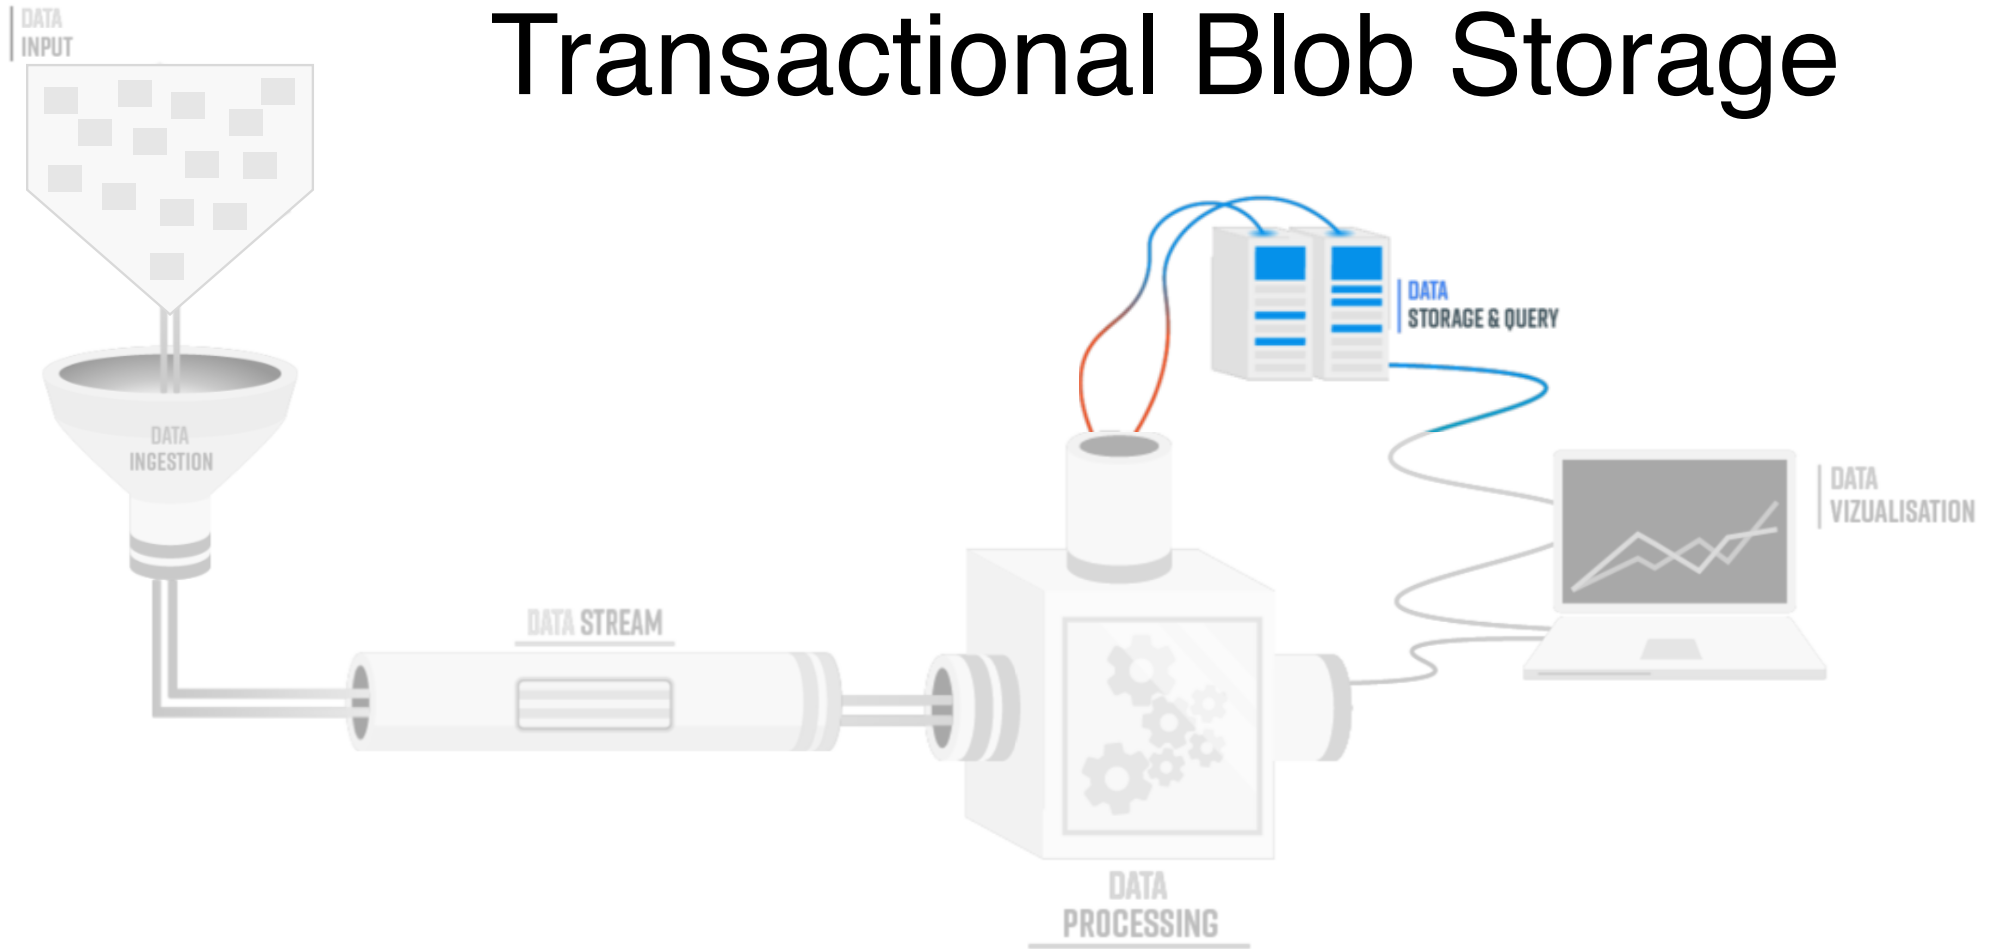 Transactional Blob Storage
DATA
INPUT
DATA
STORAGE & QUERY
DATA
INGESTION
DATA
VIZUALISATION
DATA STREAM
DATA
PROCESSING